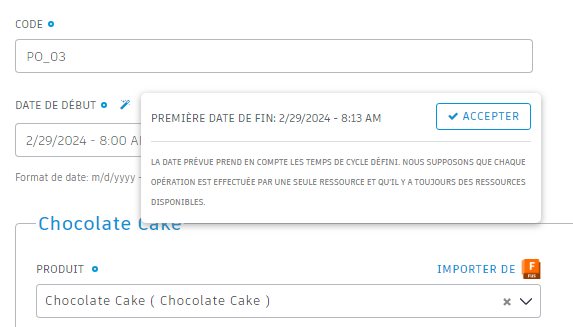 CODE
PO_03
DATE DE DÉBUT
PREMIÈRE DATE DE FIN: 2/29/2024 - 8:13 AM
ACCEPTER
2/29/2024 - 8:00 A
LA DATE PRÉVUE PREND EN COMPTE LES TEMPS DE CYCLE DÉFINI. NOUS SUPPOSONS QUE CHAQUE
OPÉRATION EST EFFECTUÉE PAR UNE SEULE RESSOURCE ET QU'IL Y A TOUJOURS DES RESSOURCES
DISPONIBLES.
Format de date: m/d/yyyy -
Chocolate Cake
PRODUIT
IMPORTER DE
F
FUS
Chocolate Cake ( Chocolate Cake )